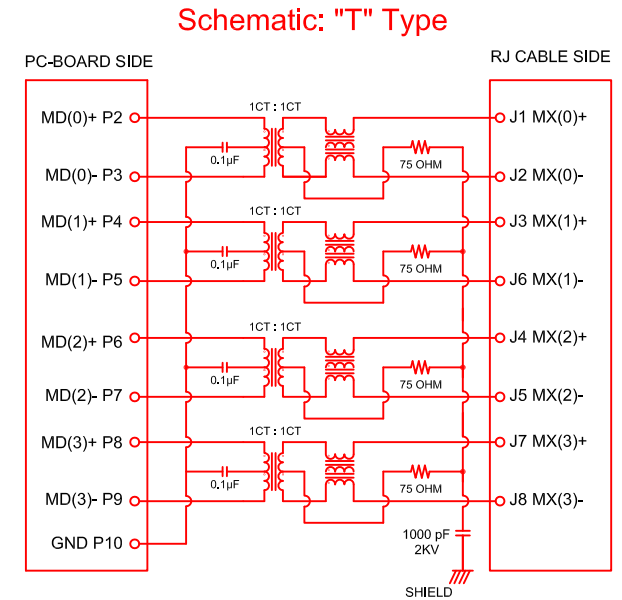 Schematic: "T" Type
PC-BOARD SIDE
RJ CABLE SIDE
1CT : 1CT
MD(0)+ P2
J1 MX(0)+
0.1µF
75 OHM
MD(0)- P3
J2 MX(0)-
1CT : 1CT
MD(1)+ P4
J3 MX(1)+
0.1µF
75 OHM
MD(1)- P5
J6 MX(1)-
1CT : 1CT
MD(2)+ P6
J4 MX(2)+
0.1µF
75 OHM
MD(2)- P7
J5 MX(2)-
1CT : 1CT
MD(3)+ P8
J7 MX(3)+
0.1µF
75 OHM
MD(3)- P9
J8 MX(3)-
GND P10
1000 pF
2KV
SHIELD